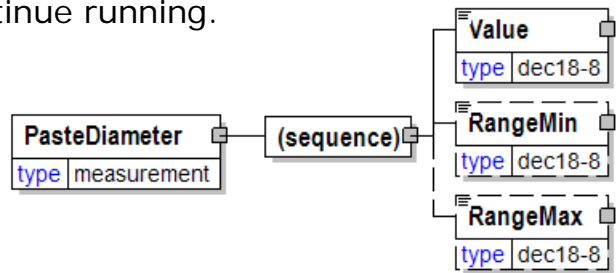 tinue running.
Value
type dec18-8
RangeMin
type dec18-8
PasteDiameter
type measurement
(sequence)
RangeMax
type dec18-8